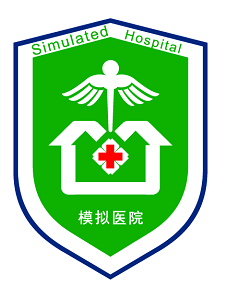 Simulated Hospital
模拟医院